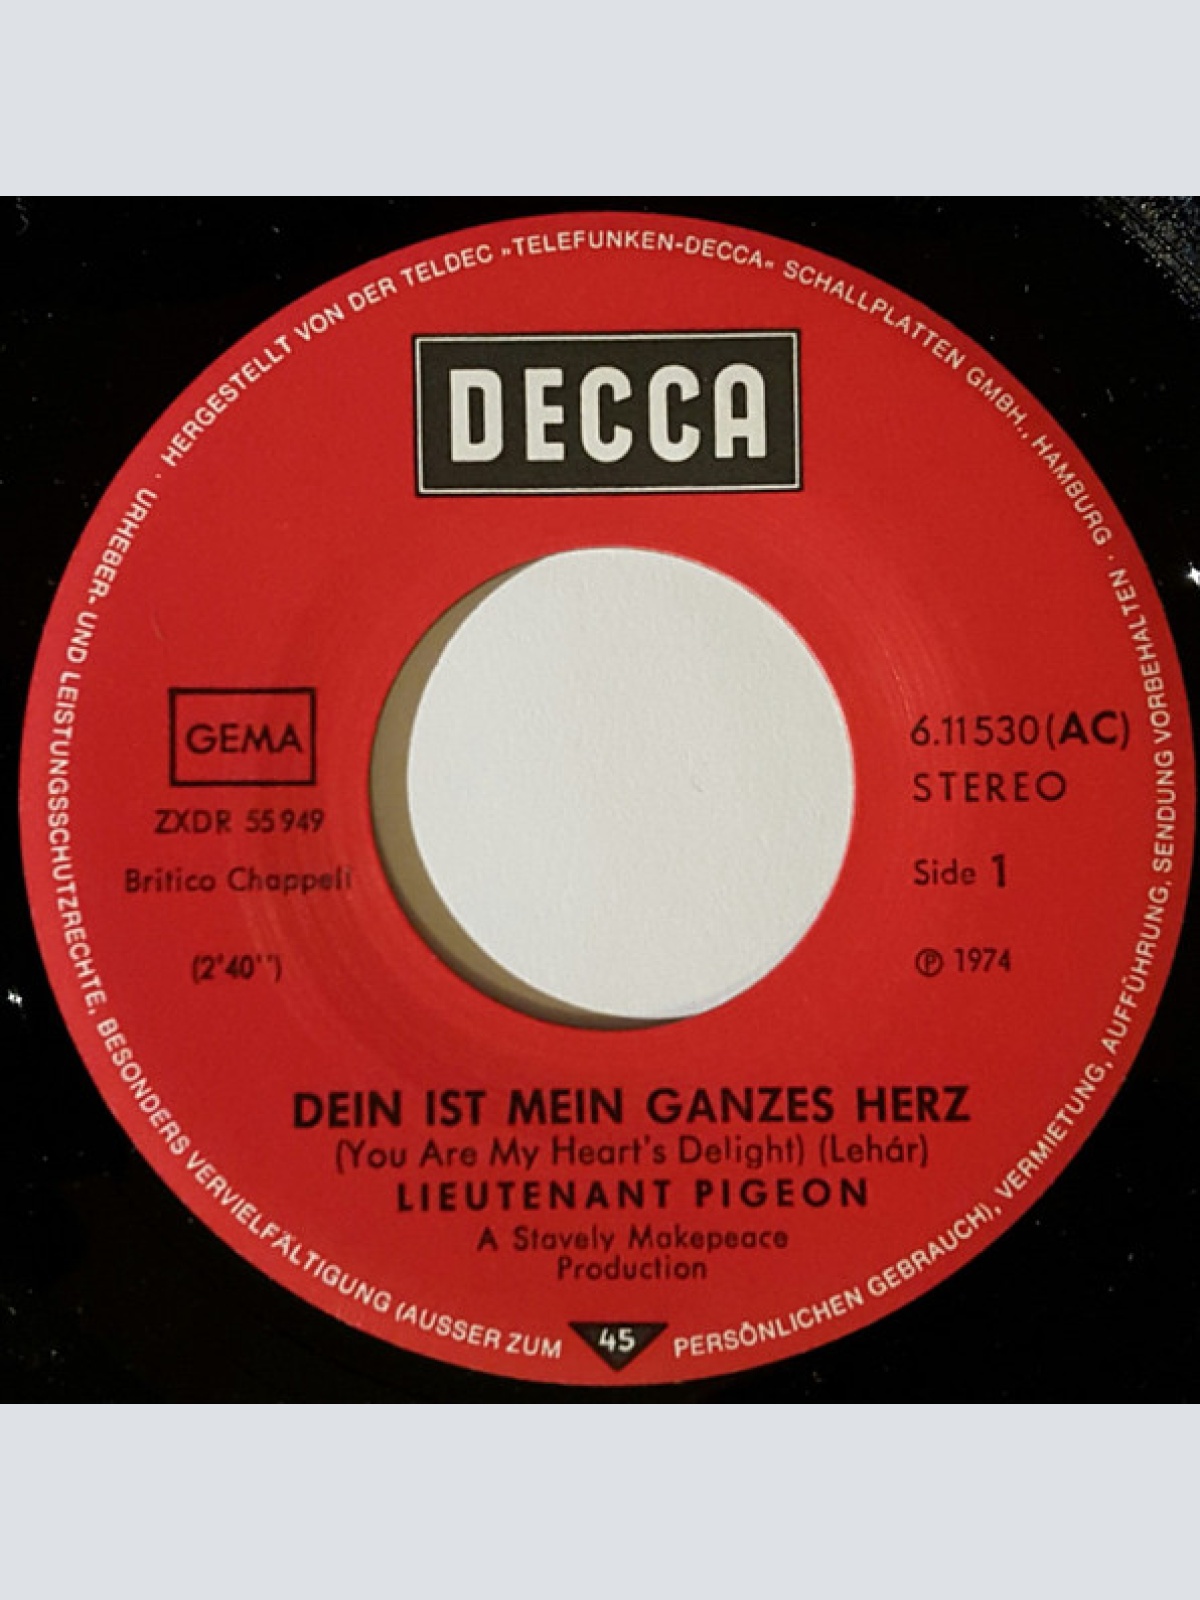 HERGESTELLT VON DER TELDEC »TELEFUNKEN-DECCA« SCHALLPLATTEN GMBH., HAMBURG · URHEBER- UND LEISTUNGSSCHUTZRECHTE, BESONDERS VERVIELFÄLTIGUNG (AUSSER ZUM PERSÖNLICHEN GEBRAUCH), VERMIETUNG, AUFFÜHRUNG, SENDUNG VORBEHALTEN ·
DECCA
GEMA
ZXDR 55 949
Britico Chappell
(2'40'')
6.11530 (AC)
STEREO
Side 1
℗ 1974
DEIN IST MEIN GANZES HERZ
(You Are My Heart's Delight) (Lehár)
LIEUTENANT PIGEON
A Stavely Makepeace
Production
45